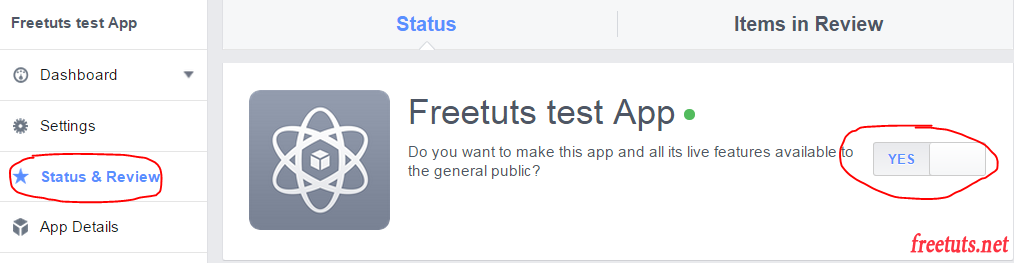 Freetuts test App
Dashboard
Settings
Status & Review
App Details
Status
Items in Review
Freetuts test App
Do you want to make this app and all its live features available to
the general public?
YES
freetuts.net